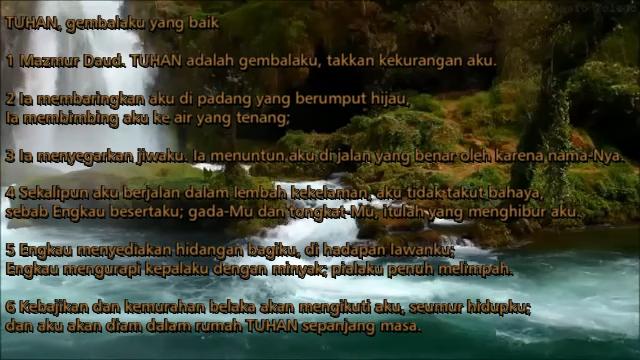 TUHAN, gembalaku yang baik
1 Mazmur Daud. TUHAN adalah gembalaku, takkan kekurangan aku.
2 Ia membaringkan aku di padang yang berumput hijau,
Ia membimbing aku ke air yang tenang;
3 Ia menyegarkan jiwaku. Ia menuntun aku di jalan yang benar oleh karena nama-Nya.
4 Sekalipun aku berjalan dalam lembah kekelaman, aku tidak takut bahaya,
sebab Engkau besertaku; gada-Mu dan tongkat-Mu, itulah yang menghibur aku.
5 Engkau menyediakan hidangan bagiku, di hadapan lawanku;
Engkau mengurapi kepalaku dengan minyak; pialaku penuh melimpah.
6 Kebajikan dan kemurahan belaka akan mengikuti aku, seumur hidupku;
dan aku akan diam dalam rumah TUHAN sepanjang masa.